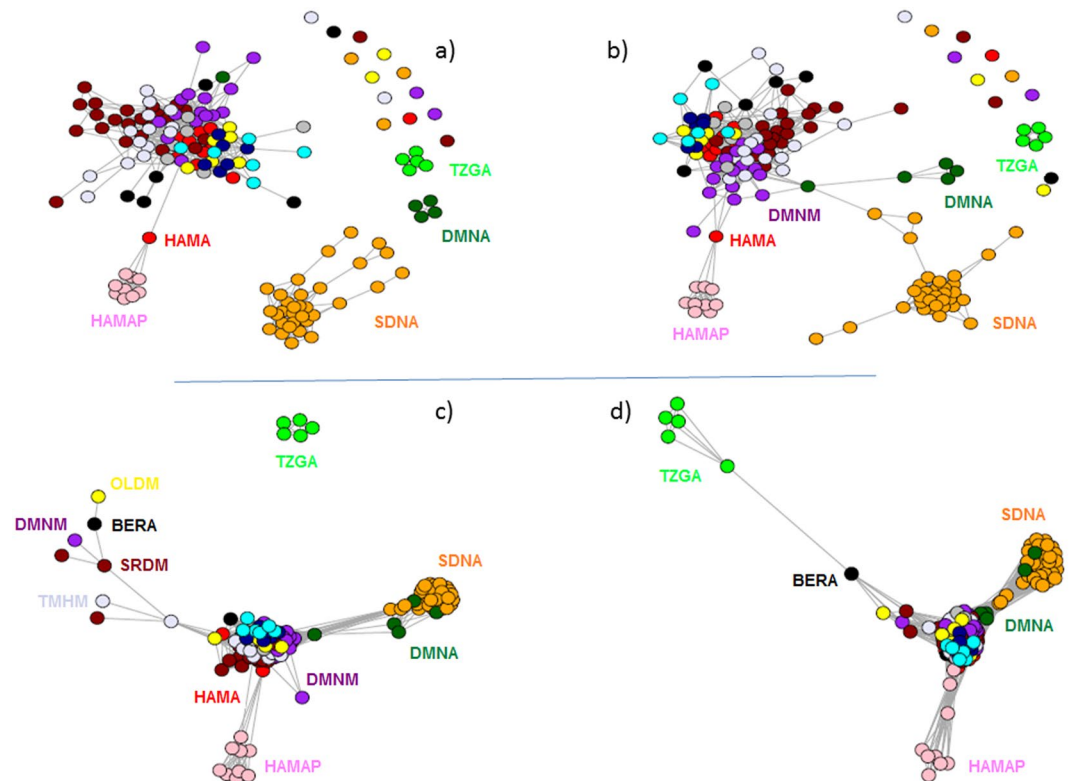 a)
TZGA
DMNA
HAMA
HAMAP
SDNA
b)
TZGA
DMNA
DMNM
HAMA
HAMAP
SDNA
c)
TZGA
OLDM
DMNM
BERA
SRDM
SDNA
TMHM
DMNA
HAMA
DMNM
HAMAP
d)
TZGA
SDNA
BERA
DMNA
HAMAP